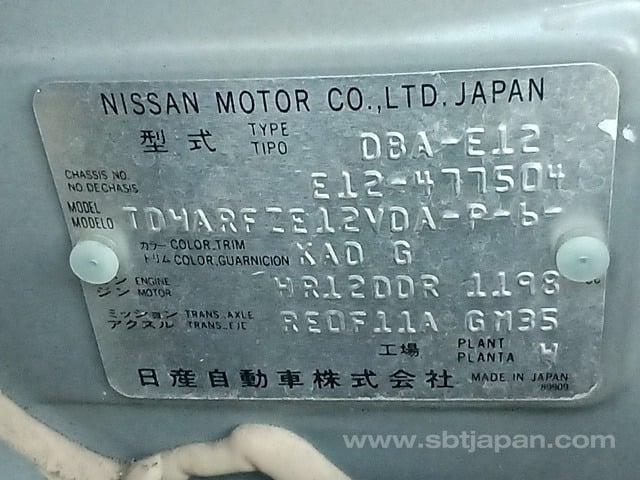 NISSAN MOTOR CO.,LTD. JAPAN
型式 TYPE TIPO DBA-E12
CHASSIS NO. NO DE CHASIS E12-477504
MODEL MODELO
カラー COLOR,TRIM トリム COLOR,GUARNICION KAD G
ENGINE MOTOR HR12DDR 1198
ミッション TRANS.,AXLE アクスル TRANS.,EJE RE0F11A GM35
工場 PLANT PLANTA
日産自動車株式会社 MADE IN JAPAN
89909
www.sbtjapan.com